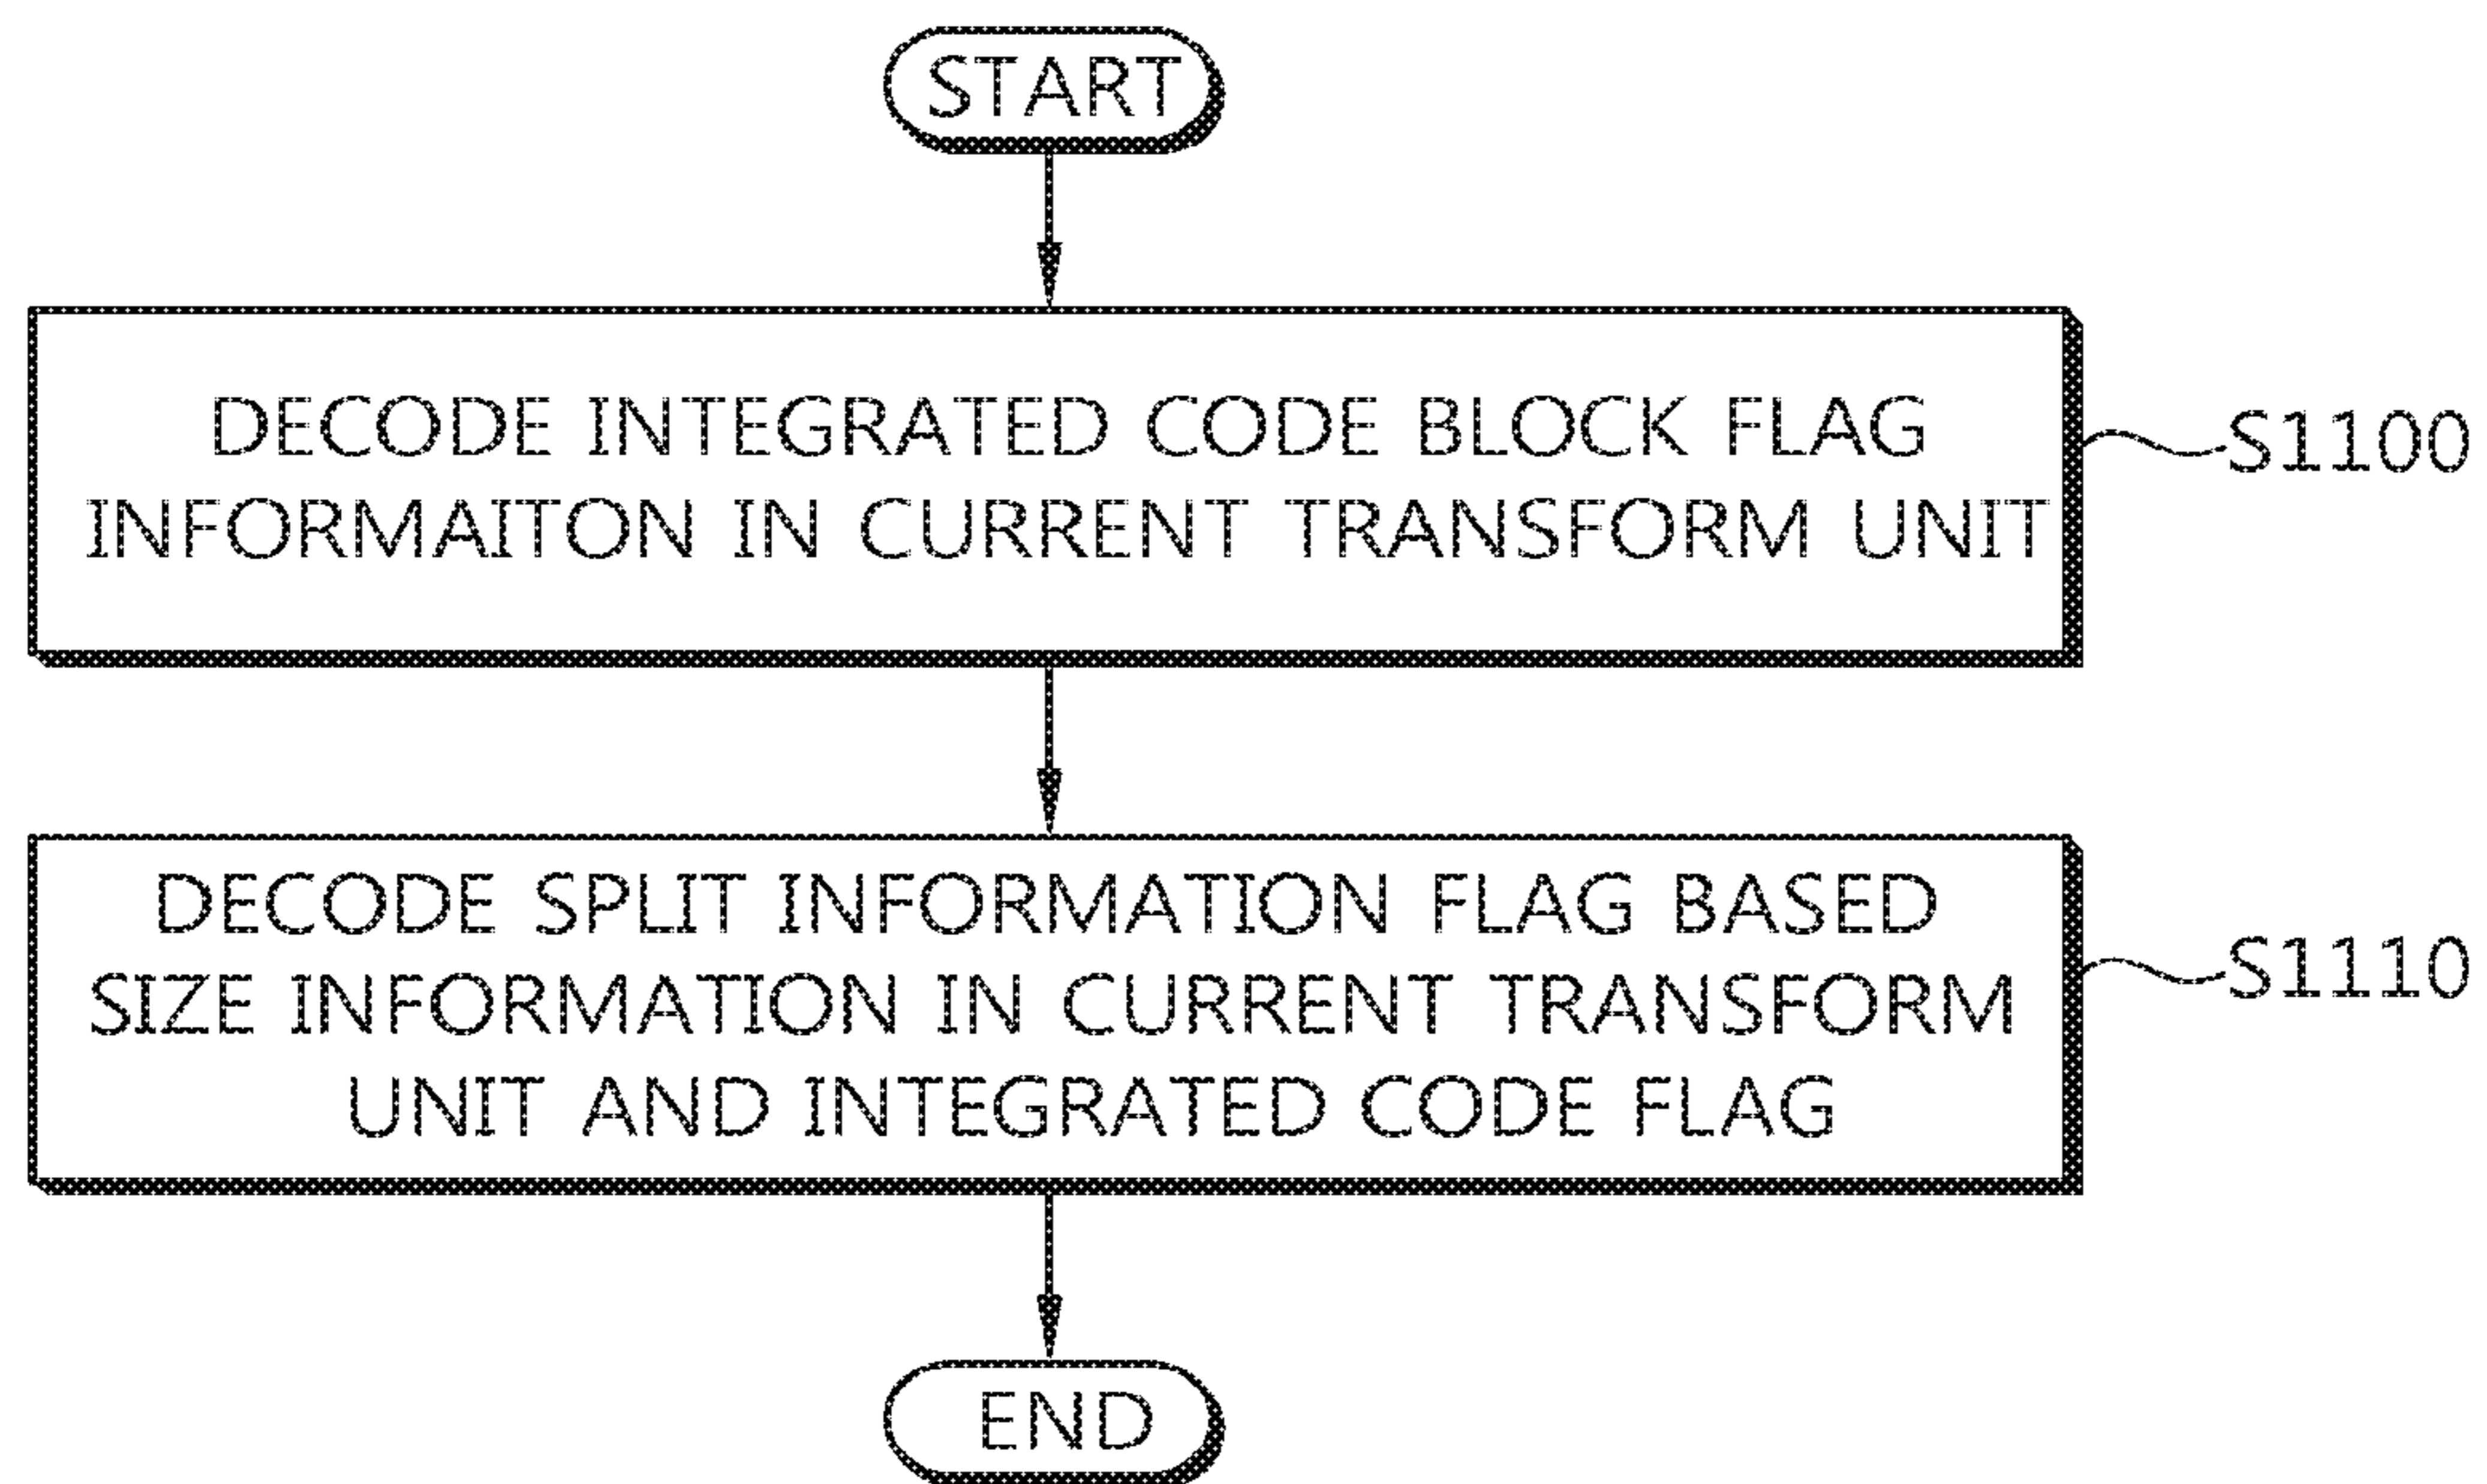 START
DECODE INTEGRATED CODE BLOCK FLAG
INFORMAITON IN CURRENT TRANSFORM UNIT
S1100
DECODE SPLIT INFORMATION FLAG BASED
SIZE INFORMATION IN CURRENT TRANSFORM
UNIT AND INTEGRATED CODE FLAG
S1110
END